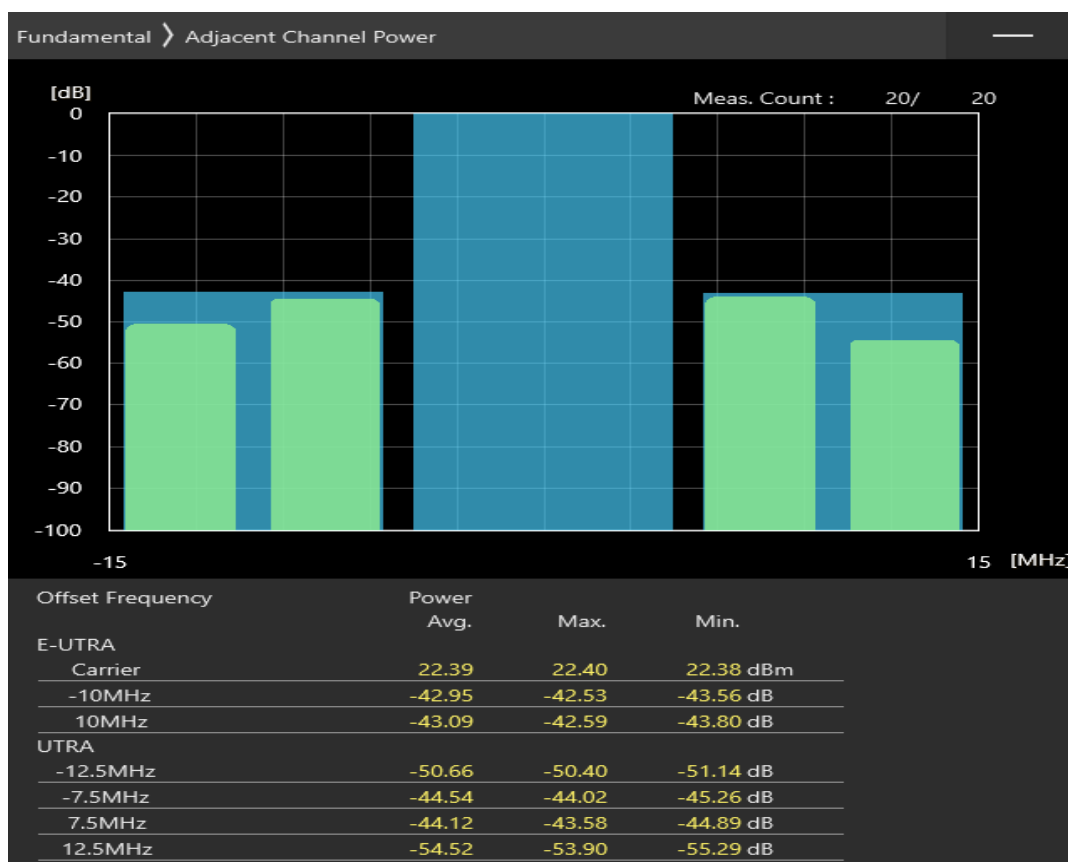 Fundamental ❯ Adjacent Channel Power
[dB]
Meas. Count : 20/ 20
0
-10
-20
-30
-40
-50
-60
-70
-80
-90
-100
-15 15 [MHz]
Offset Frequency Power
Avg. Max. Min.
E-UTRA
Carrier 22.39 22.40 22.38 dBm
-10MHz -42.95 -42.53 -43.56 dB
10MHz -43.09 -42.59 -43.80 dB
UTRA
-12.5MHz -50.66 -50.40 -51.14 dB
-7.5MHz -44.54 -44.02 -45.26 dB
7.5MHz -44.12 -43.58 -44.89 dB
12.5MHz -54.52 -53.90 -55.29 dB